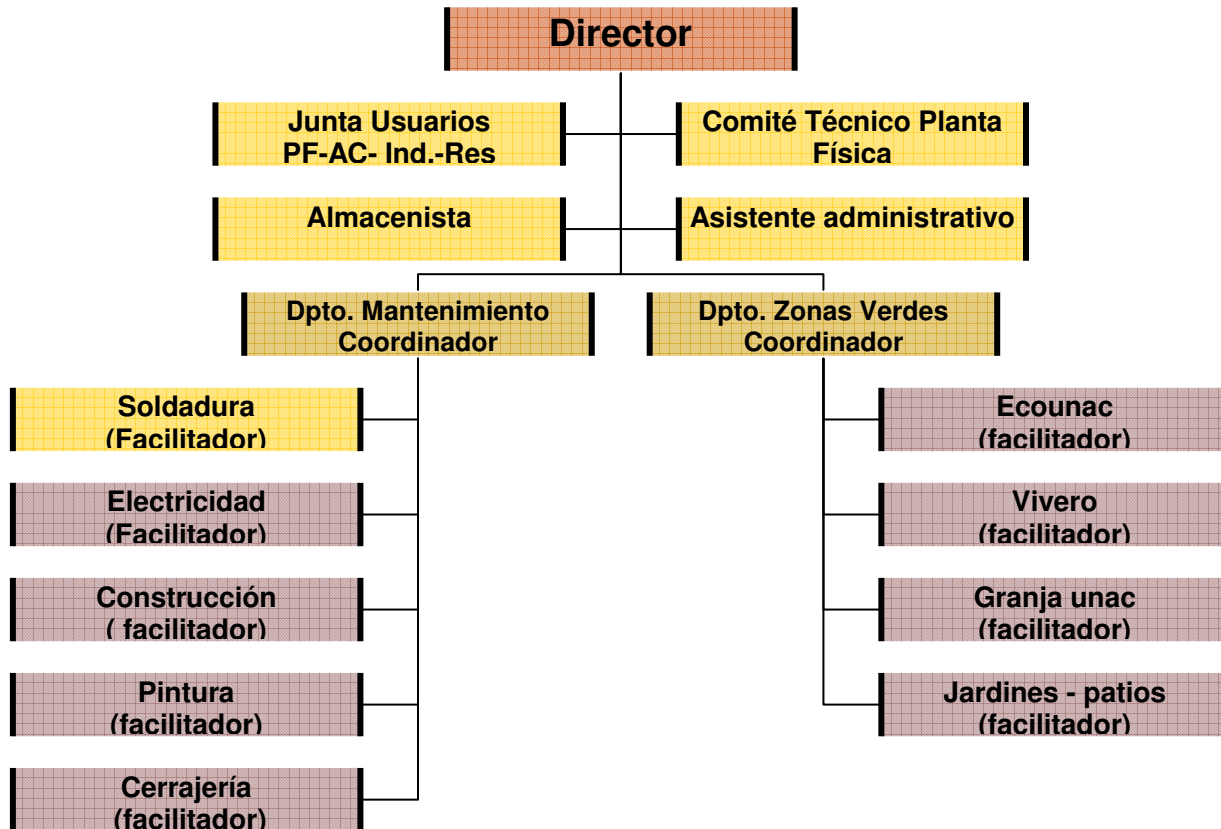 Director
Junta Usuarios
PF-AC- Ind.-Res
Comité Técnico Planta
Física
Almacenista
Asistente administrativo
Dpto. Mantenimiento
Coordinador
Dpto. Zonas Verdes
Coordinador
Soldadura
(Facilitador)
Ecounac
(facilitador)
Electricidad
(Facilitador)
Vivero
(facilitador)
Construcción
( facilitador)
Granja unac
(facilitador)
Pintura
(facilitador)
Jardines - patios
(facilitador)
Cerrajería
(facilitador)